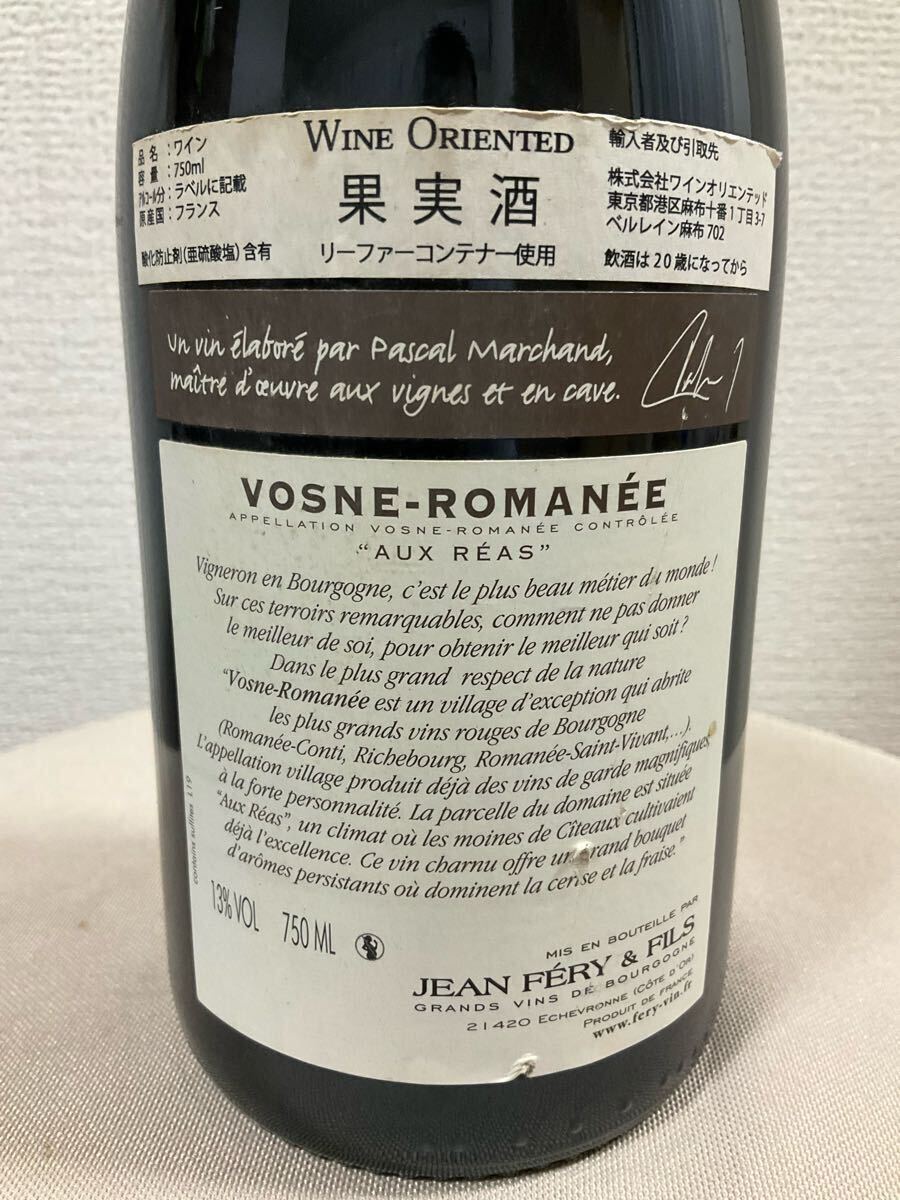 品名：ワイン
容量：750ml
アルコール分：ラベルに記載
原産国：フランス
酸化防止剤(亜硫酸塩)含有
WINE ORIENTED
果実酒
リーファーコンテナー使用
輸入者及び引取先
株式会社ワインオリエンテッド
東京都港区麻布十番1丁目3-7
ベルレイン麻布702
飲酒は20歳になってから
Un vin élaboré par Pascal Marchand,
maître d'œuvre aux vignes et en cave.
VOSNE-ROMANÉE
APPELLATION VOSNE-ROMANÉE CONTRÔLÉE
"AUX RÉAS"
Vigneron en Bourgogne, c'est le plus beau métier du monde !
Sur ces terroirs remarquables, comment ne pas donner
le meilleur de soi, pour obtenir le meilleur qui soit ?
Dans le plus grand respect de la nature
"Vosne-Romanée est un village d'exception qui abrite
les plus grands vins rouges de Bourgogne
(Romanée-Conti, Richebourg, Romanée-Saint-Vivant,...).
L'appellation village produit déjà des vins de garde magnifiques,
à la forte personnalité. La parcelle du domaine est située
"Aux Réas", un climat où les moines de Cîteaux cultivaient
déjà l'excellence. Ce vin charnu offre un grand bouquet
d'arômes persistants où dominent la cerise et la fraise."
contains sulfites L19
13% VOL 750 ML
MIS EN BOUTEILLE PAR
JEAN FÉRY & FILS
GRANDS VINS DE BOURGOGNE
21420 ECHEVRONNE (CÔTE D'OR)
PRODUIT DE FRANCE
www.fery-vin.fr